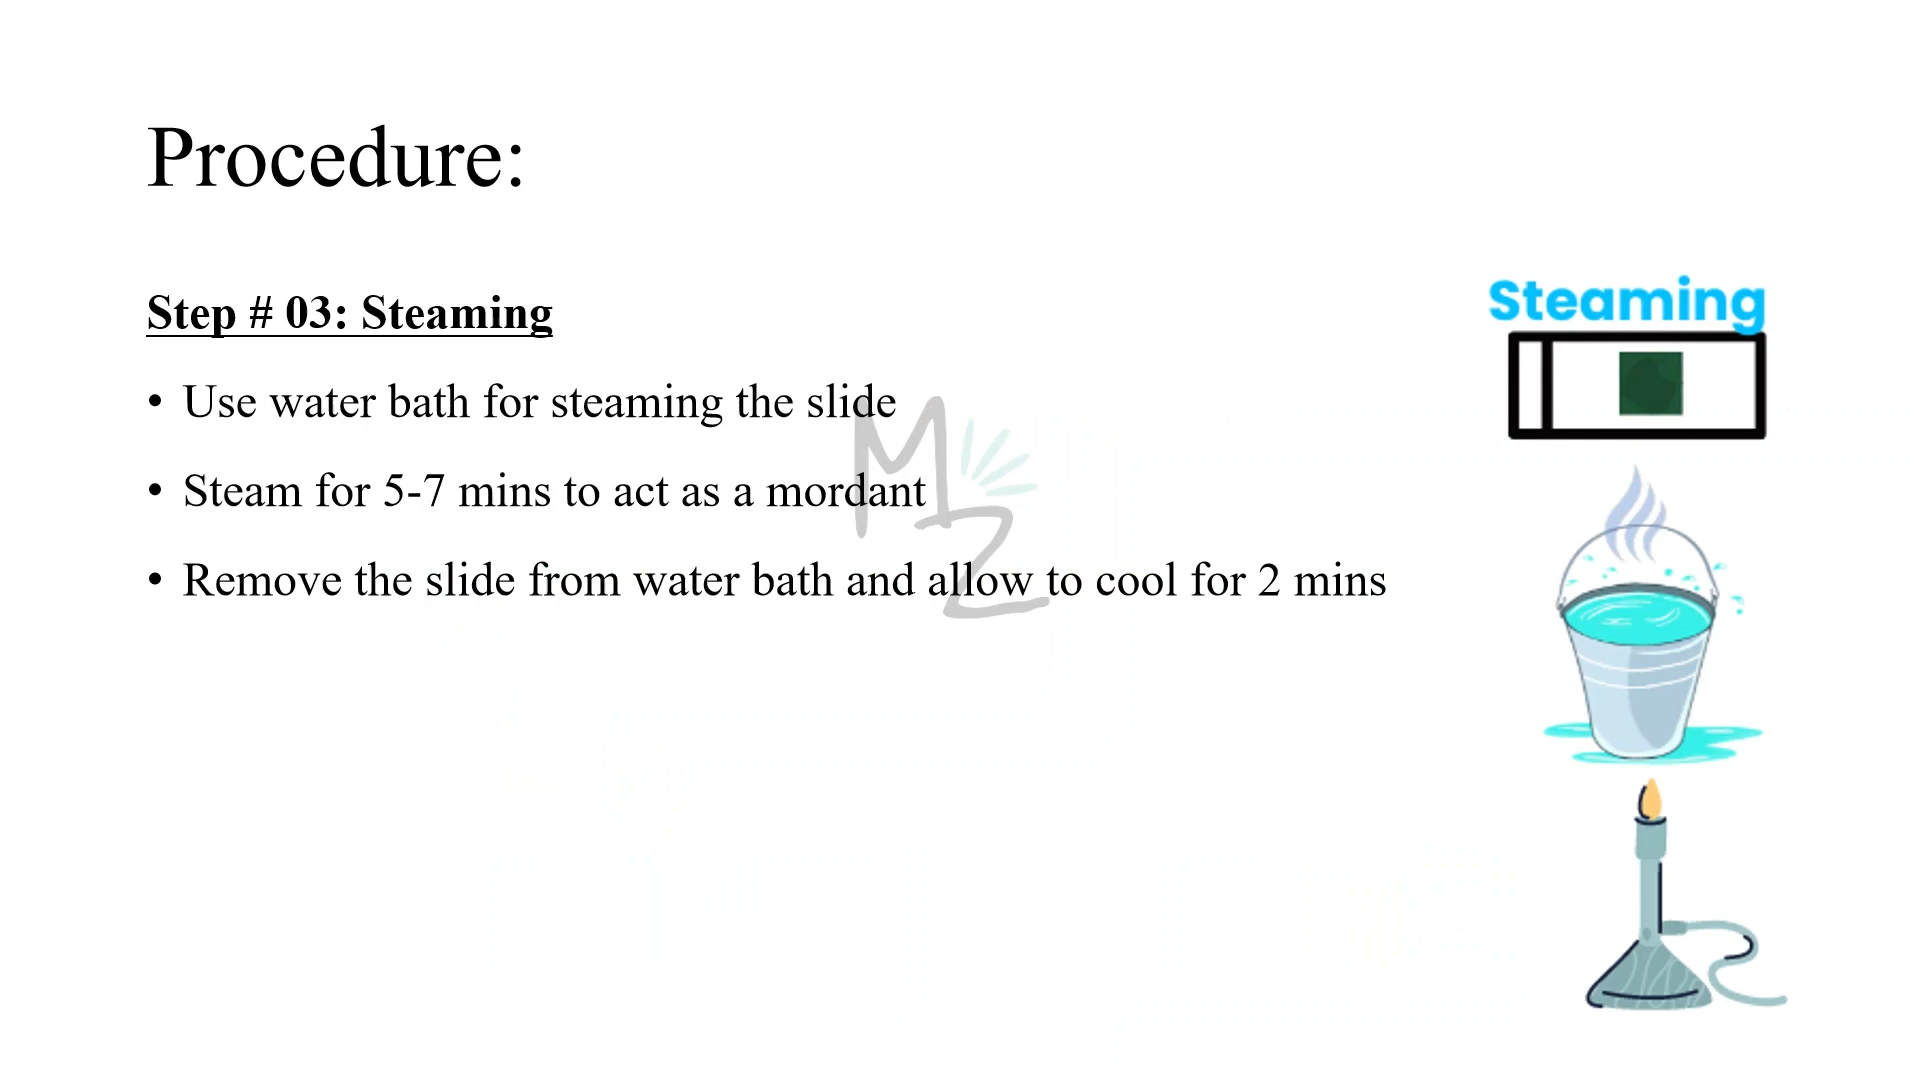 Procedure:
Step # 03: Steaming
• Use water bath for steaming the slide
• Steam for 5-7 mins to act as a mordant
• Remove the slide from water bath and allow to cool for 2 mins
Steaming
MZ